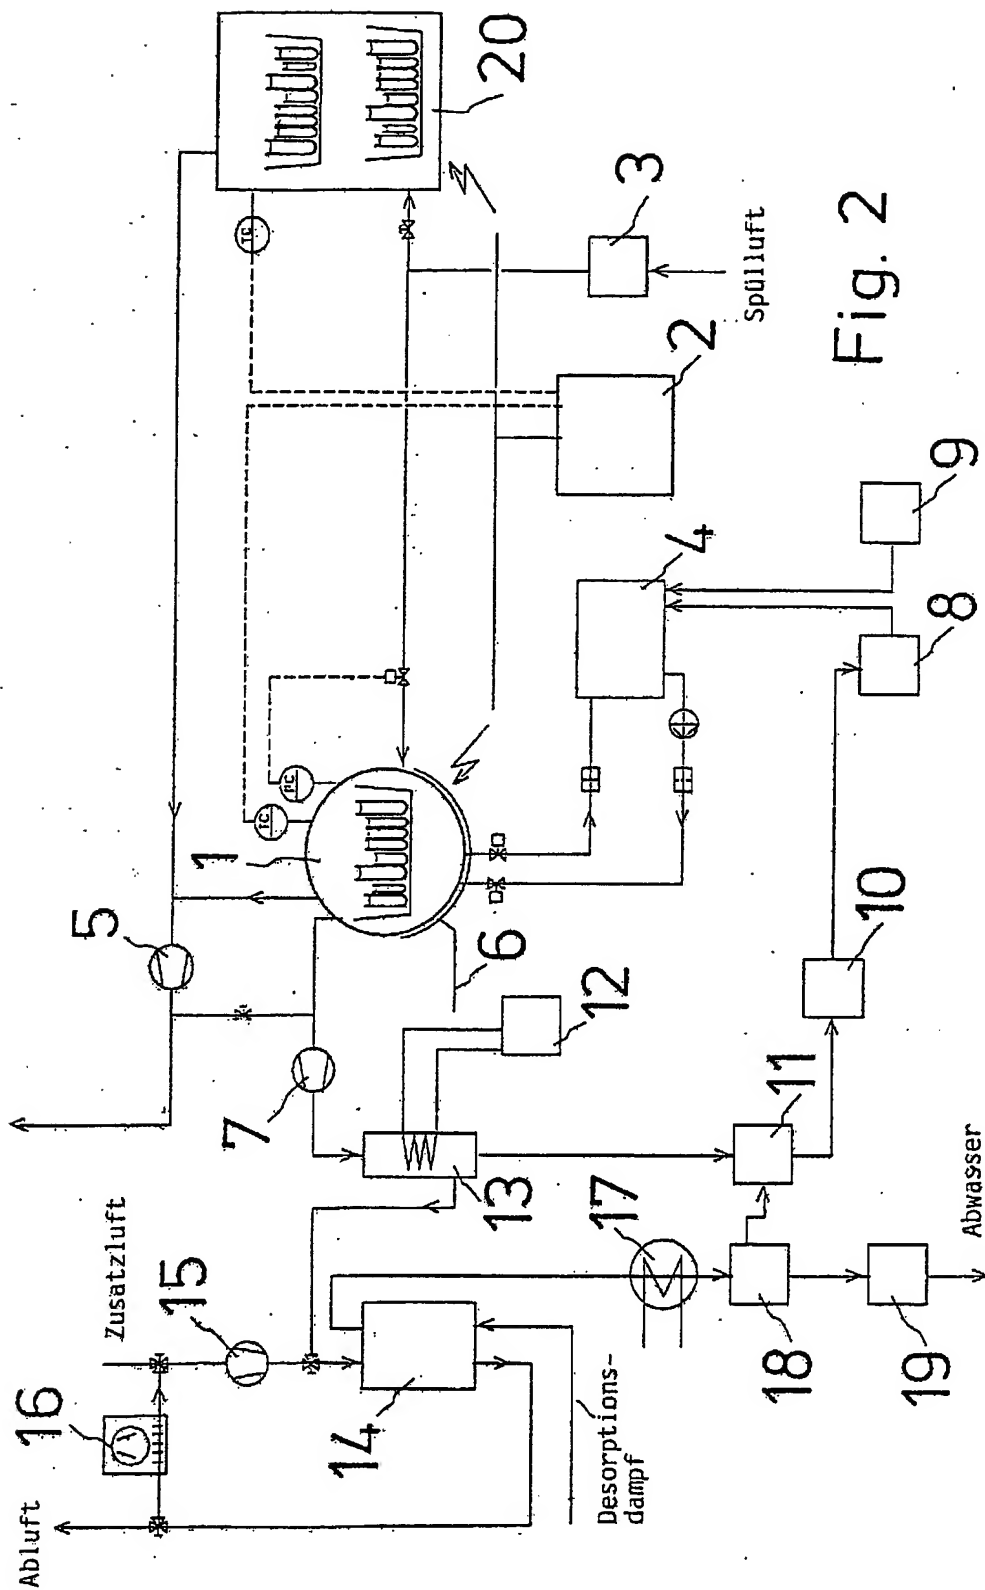 Abluft
16
Zusatzluft
5
15
1
7
TC
TC
PC
14
20
6
13
12
17
Desorptions-
dampf
3
4
2
Spülluft
18
11
Fig. 2
10
19
8
9
Abwasser